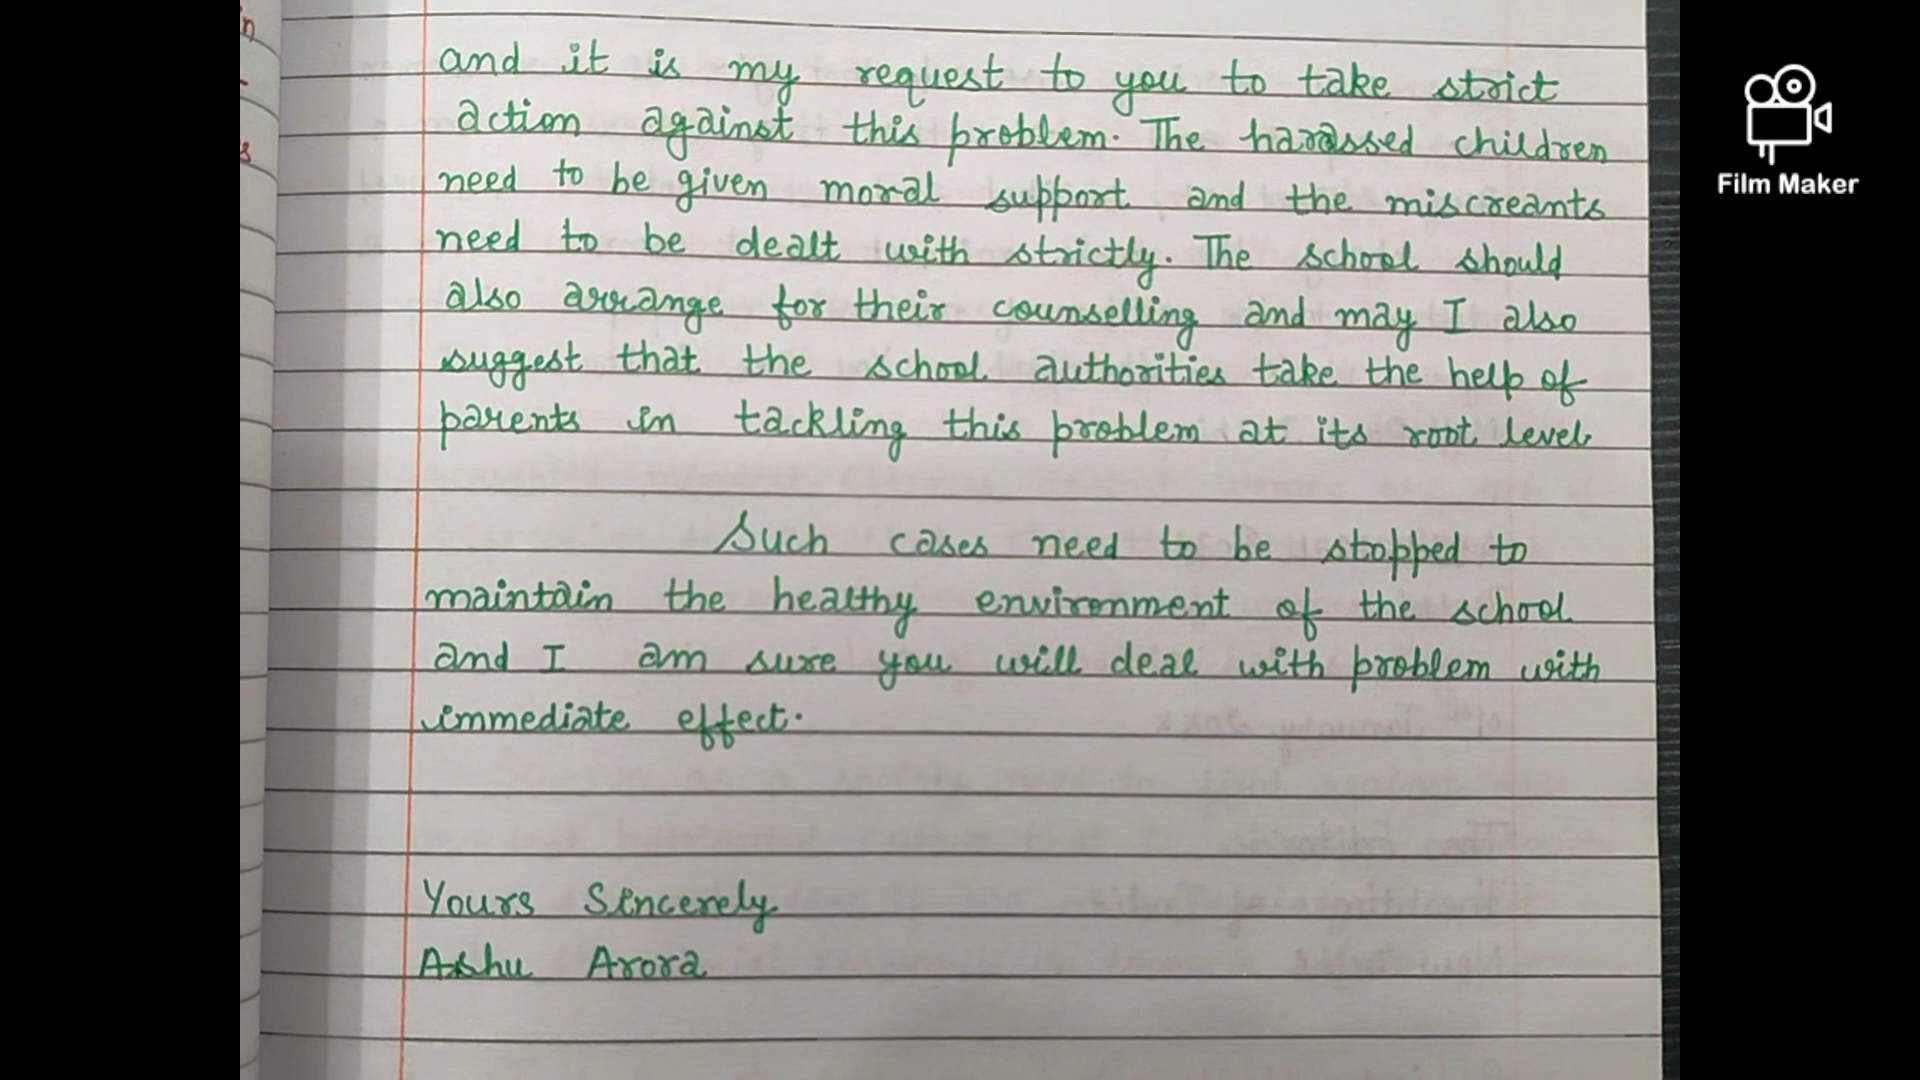 and it is my request to you to take strict
action against this problem. The harassed children
need to be given moral support and the miscreants
need to be dealt with strictly. The school should
also arrange for their counselling and may I also
suggest that the school authorities take the help of
parents in tackling this problem at its root level
Such cases need to be stopped to
maintain the healthy environment of the school
and I am sure you will deal with problem with
immediate effect.
Yours Sincerely
Ashu Arora
Film Maker